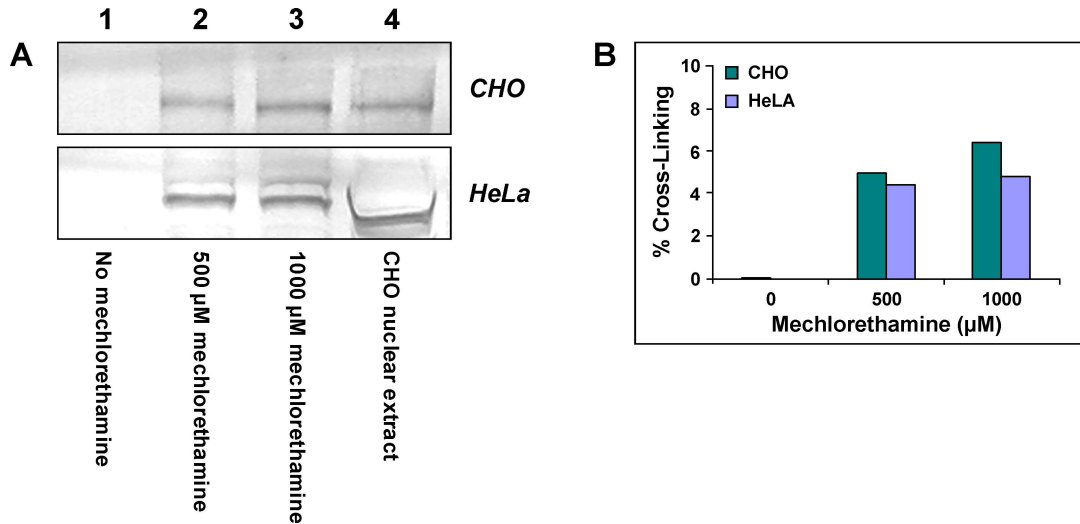 1 2 3 4
A
CHO
HeLa
No mechlorethamine
500 µM mechlorethamine
1000 µM mechlorethamine
CHO nuclear extract
B
CHO
HeLA
% Cross-Linking
10
8
6
4
2
0
0 500 1000
Mechlorethamine (µM)